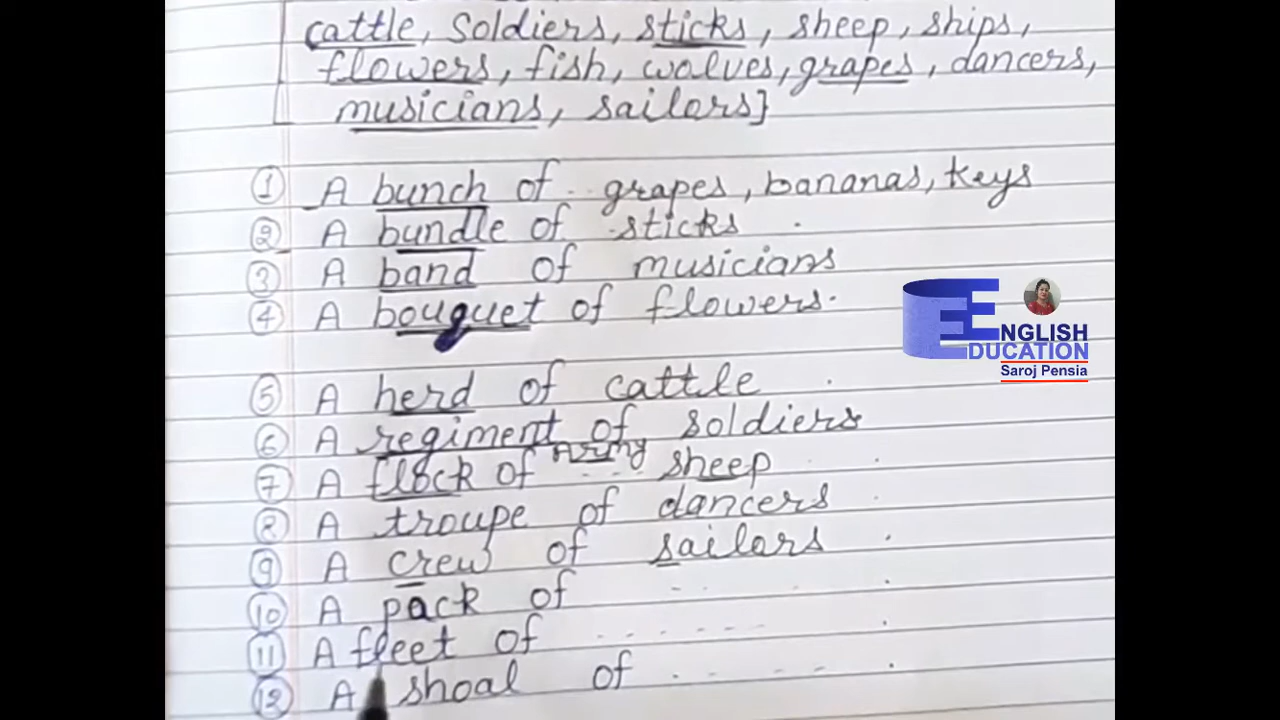 cattle, soldiers, sticks, sheep, ships,
flowers, fish, wolves, grapes, dancers,
musicians, sailors}
① A bunch of .. grapes, bananas, keys
② A bundle of .sticks .
③ A band of musicians
④ A bouquet of flowers.
ENGLISH
EDUCATION
Saroj Pensia
⑤ A herd of cattle .
⑥ A regiment of soldiers
Army
⑦ A flock of .... sheep .
⑧ A troupe of dancers .
⑨ A crew of sailors .
⑩ A pack of .. - - .
⑪ A fleet of ........ .
⑫ A shoal of . - - - - .